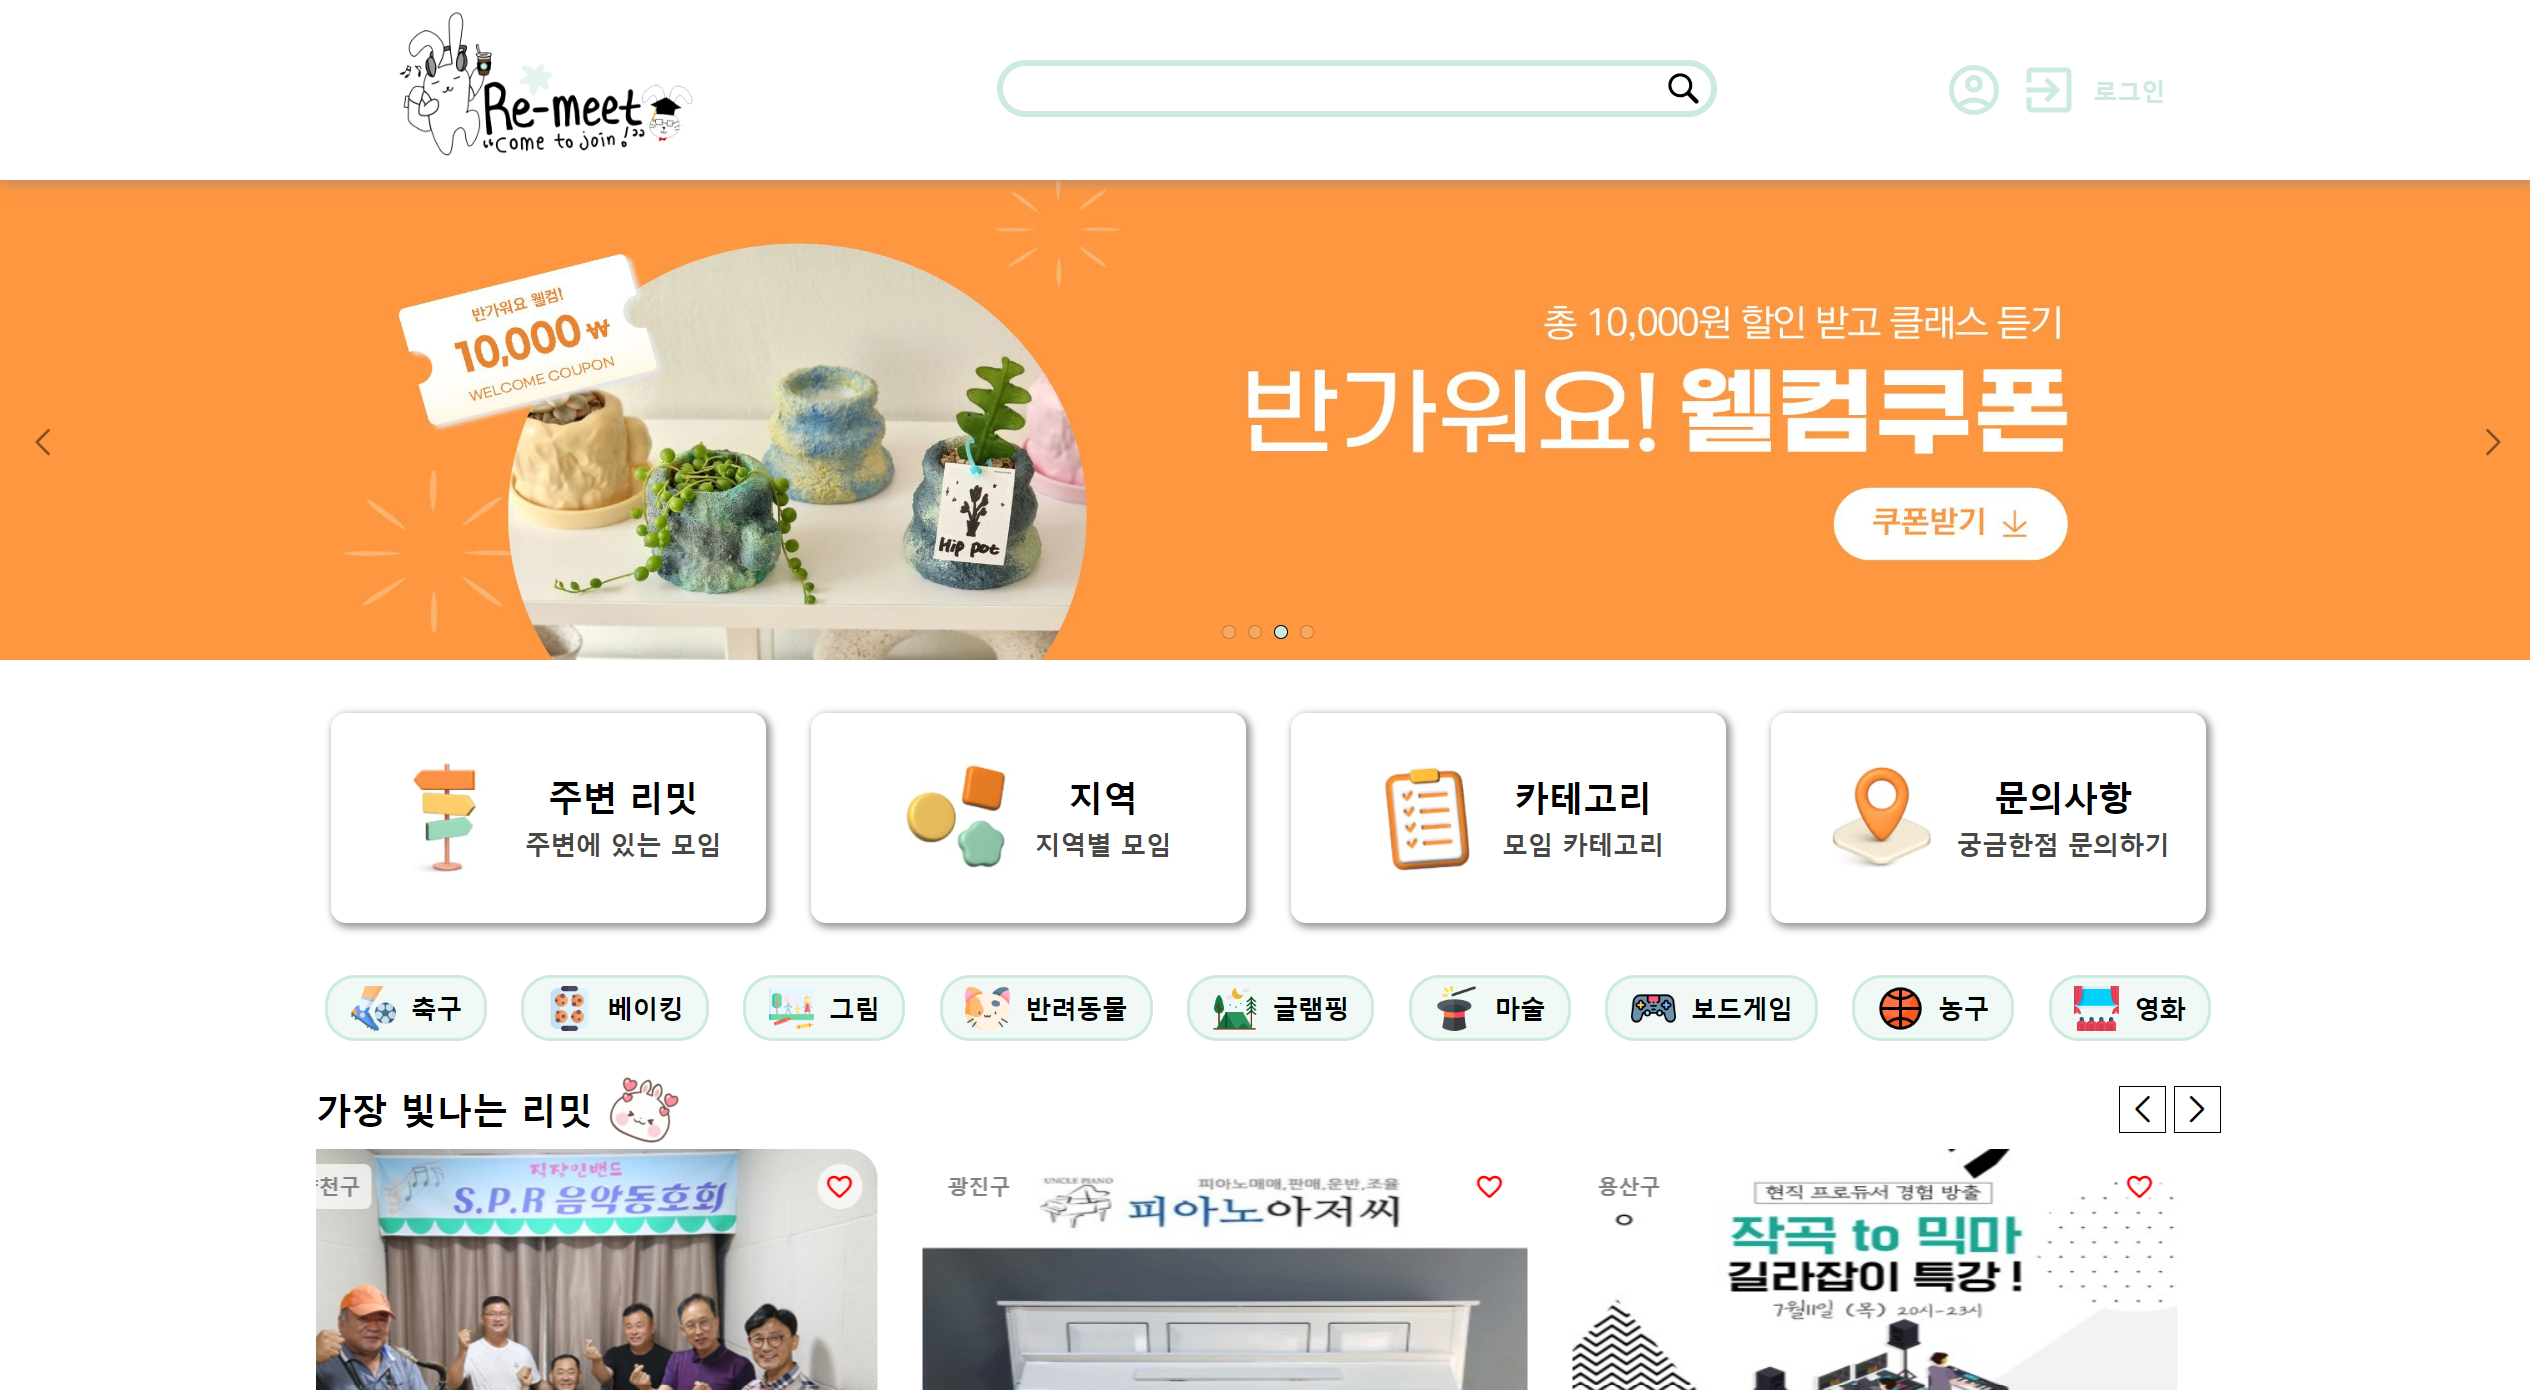 Re-meet
"Come to join!"
로그인
반가워요 웰컴!
10,000 ₩
WELCOME COUPON
Hip pot
총 10,000원 할인 받고 클래스 듣기
반가워요! 웰컴쿠폰
쿠폰받기
주변 리밋
주변에 있는 모임
지역
지역별 모임
카테고리
모임 카테고리
문의사항
궁금한점 문의하기
축구
베이킹
그림
반려동물
글램핑
마술
보드게임
농구
영화
가장 빛나는 리밋
천구
직장인밴드
S.P.R 음악동호회
광진구
UNCLE PIANO
피아노매매,판매,운반,조율
피아노아저씨
용산구
현직 프로듀서 경험 방출
작곡 to 믹마
길라잡이 특강 !
7월11일 (목) 20시-23시